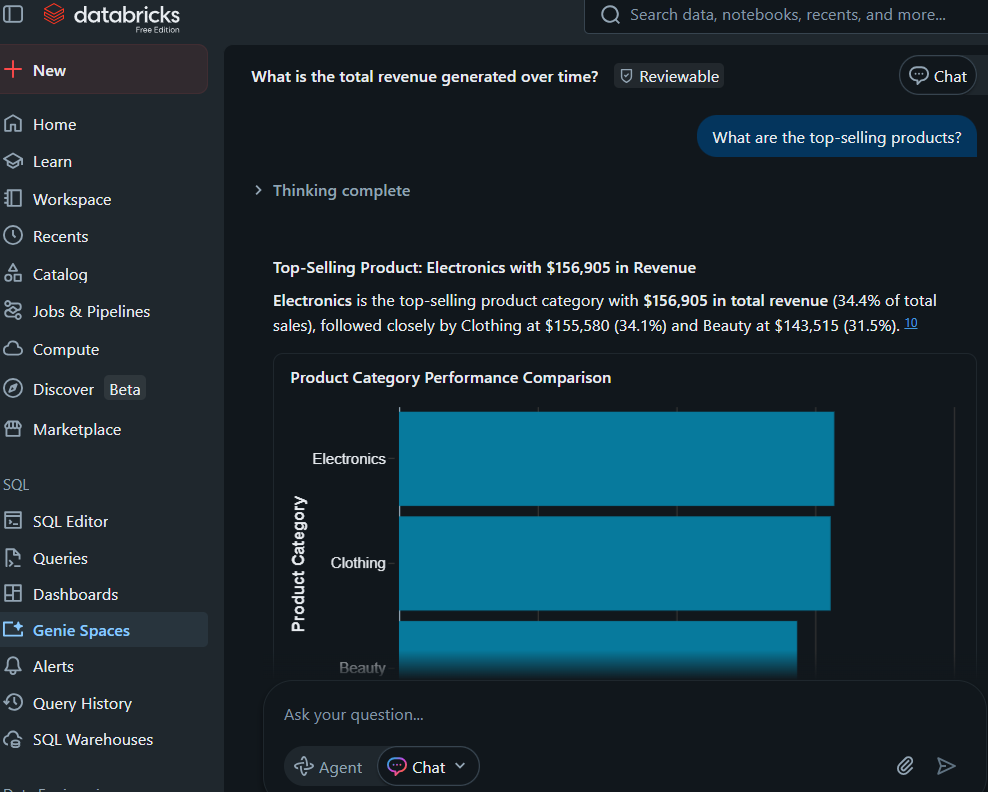 databricks
Free Edition
Search data, notebooks, recents, and more...
New
Home
Learn
Workspace
Recents
Catalog
Jobs & Pipelines
Compute
Discover Beta
Marketplace
SQL
SQL Editor
Queries
Dashboards
Genie Spaces
Alerts
Query History
SQL Warehouses
What is the total revenue generated over time? Reviewable
Chat
What are the top-selling products?
Thinking complete
Top-Selling Product: Electronics with $156,905 in Revenue
Electronics is the top-selling product category with $156,905 in total revenue (34.4% of total
sales), followed closely by Clothing at $155,580 (34.1%) and Beauty at $143,515 (31.5%). 10
Product Category Performance Comparison
Product Category
Electronics
Clothing
Beauty
Ask your question...
Agent Chat